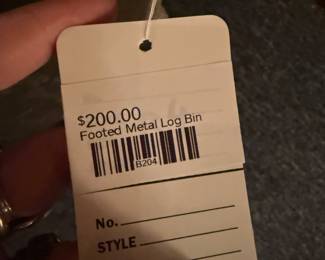 $200.00
Footed Metal Log Bin
B204
No.
STYLE